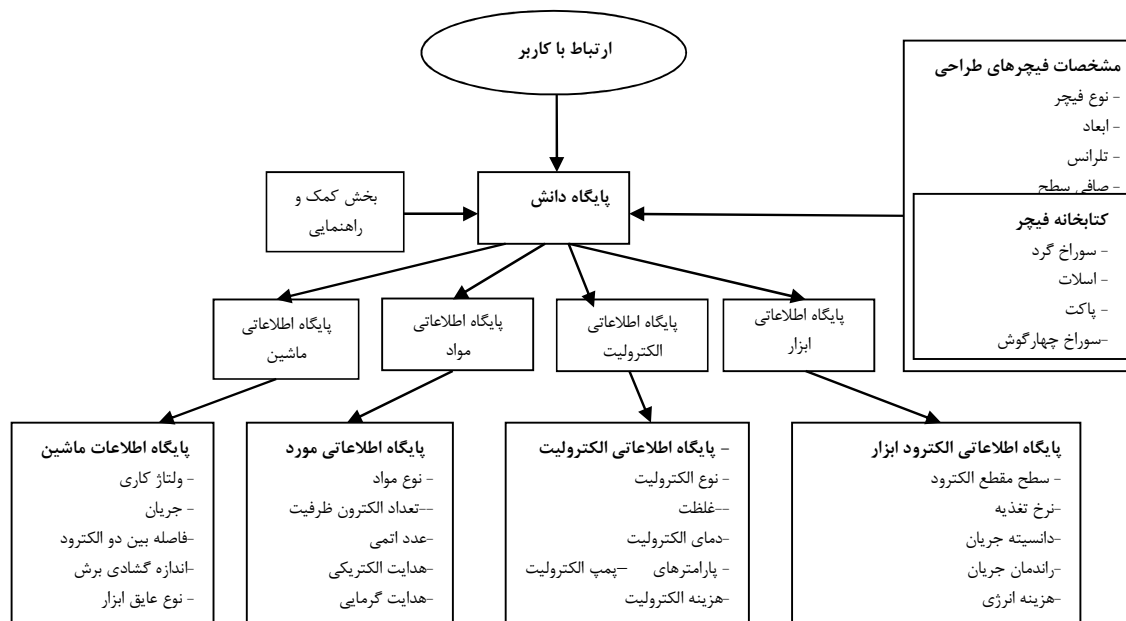 ارتباط با کاربر
مشخصات فیچرهای طراحی
- نوع فیچر
- ابعاد
- تلرانس
- صافی سطح
کتابخانه فیچر
- سوراخ گرد
- اسلات
- پاکت
-سوراخ چهارگوش
پایگاه دانش
بخش کمک و
راهنمایی
پایگاه اطلاعاتی
ابزار
پایگاه اطلاعاتی
الکترولیت
پایگاه اطلاعاتی
مواد
پایگاه اطلاعاتی
ماشین
پایگاه اطلاعاتی الکترود ابزار
- سطح مقطع الکترود
-نرخ تغذیه
-دانسیته جریان
-راندمان جریان
-هزینه انرژی
- پایگاه اطلاعاتی الکترولیت
- نوع الکترولیت
--غلظت
-دمای الکترولیت
- پارامترهای –پمپ الکترولیت
-هزینه الکترولیت
پایگاه اطلاعاتی مورد
- نوع مواد
--تعداد الکترون ظرفیت
-عدد اتمی
-هدایت الکتریکی
-هدایت گرمایی
پایگاه اطلاعات ماشین
- ولتاژ کاری
- جریان
-فاصله بین دو الکترود
-اندازه گشادی برش
- نوع عایق ابزار